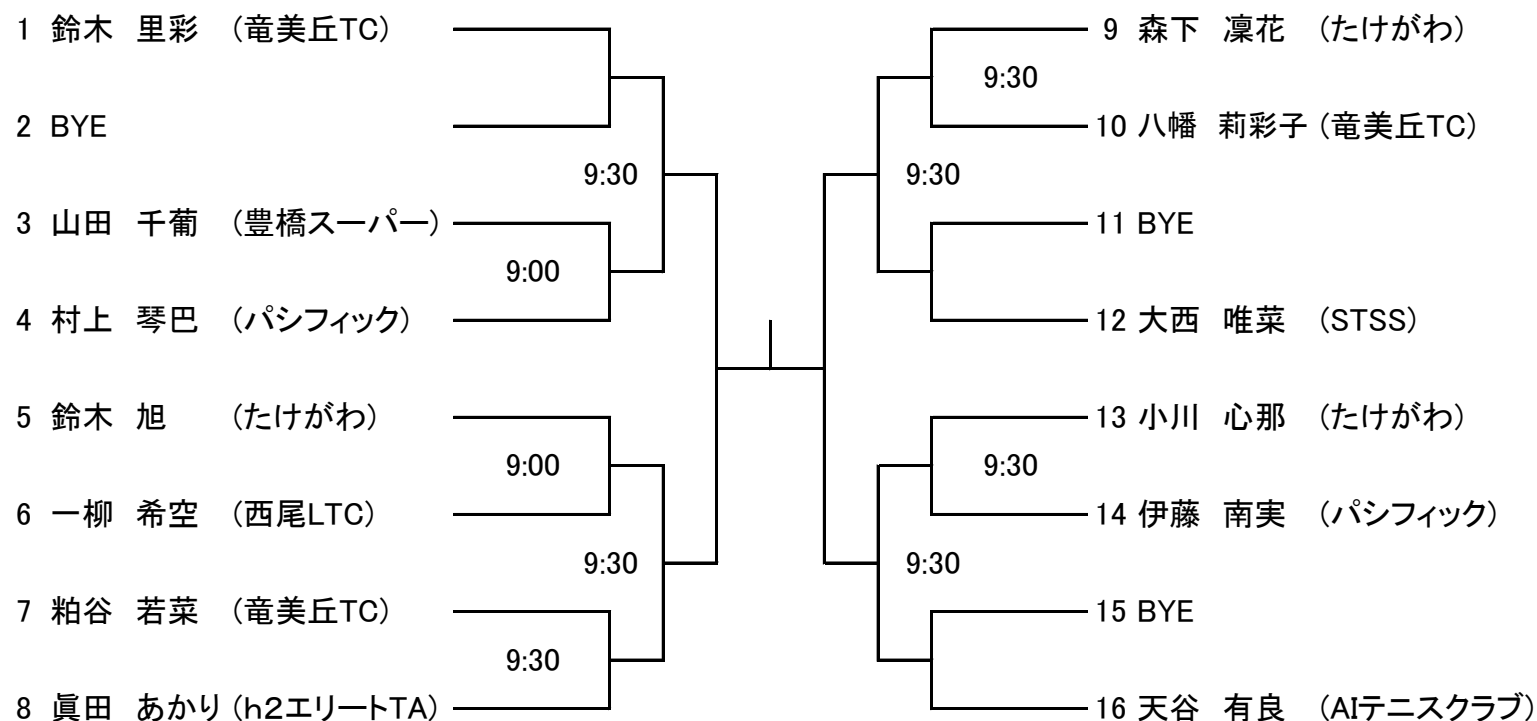 1 鈴木 里彩 (竜美丘TC)
2 BYE
9:30
3 山田 千葡 (豊橋スーパー)
9:00
4 村上 琴巴 (パシフィック)
5 鈴木 旭 (たけがわ)
9:00
6 一柳 希空 (西尾LTC)
9:30
7 粕谷 若菜 (竜美丘TC)
9:30
8 眞田 あかり (h2エリートTA)
9 森下 凜花 (たけがわ)
9:30
10 八幡 莉彩子 (竜美丘TC)
9:30
11 BYE
12 大西 唯菜 (STSS)
13 小川 心那 (たけがわ)
9:30
14 伊藤 南実 (パシフィック)
9:30
15 BYE
16 天谷 有良 (AIテニスクラブ)